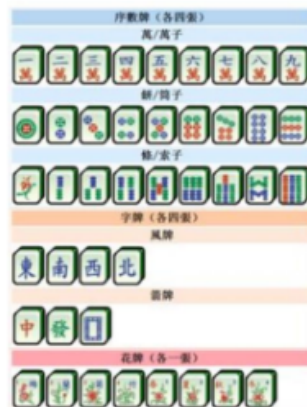 序數牌（各四張）
萬/萬子
一萬 二萬 三萬 四萬 五萬 六萬 七萬 八萬 九萬
餅/筒子
條/索子
字牌（各四張）
風牌
東 南 西 北
箭牌
中 發
花牌（各一張）